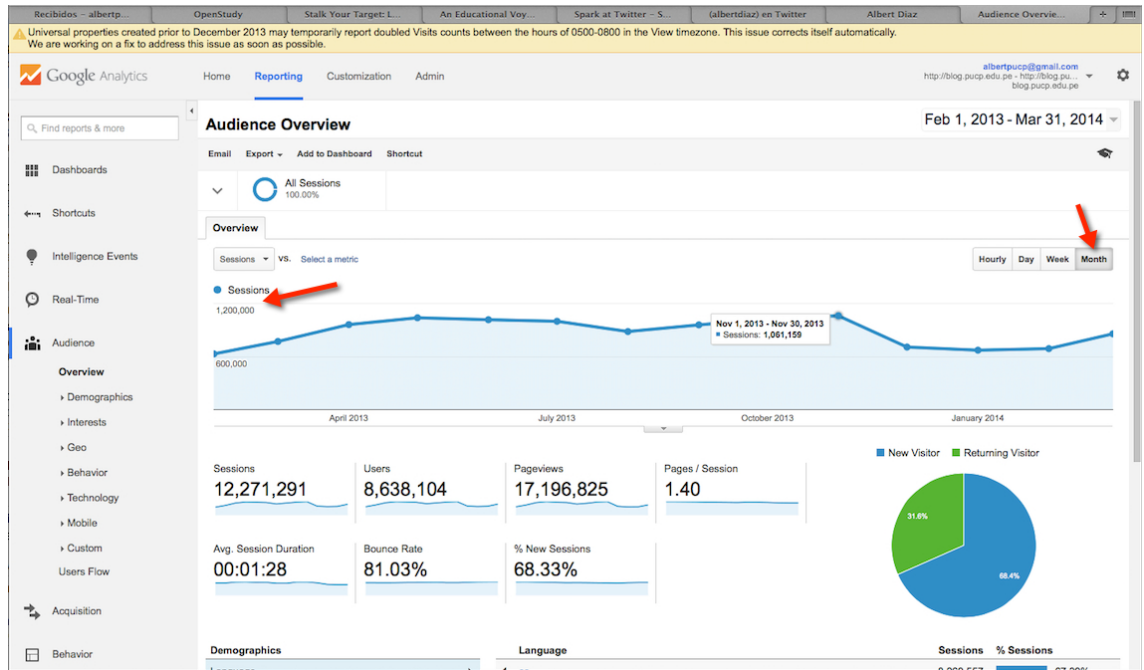 Recibidos – albertp...
OpenStudy
Stalk Your Target: L...
An Educational Voy...
Spark at Twitter – S...
(albertdiaz) en Twitter
Albert Diaz
Audience Overvie...
Universal properties created prior to December 2013 may temporarily report doubled Visits counts between the hours of 0500-0800 in the View timezone. This issue corrects itself automatically.
We are working on a fix to address this issue as soon as possible.
Google Analytics
Home
Reporting
Customization
Admin
albertpucp@gmail.com
http://blog.pucp.edu.pe - http://blog.pu...
blog.pucp.edu.pe
Find reports & more
Dashboards
Shortcuts
Intelligence Events
Real-Time
Audience
Overview
Demographics
Interests
Geo
Behavior
Technology
Mobile
Custom
Users Flow
Acquisition
Behavior
Audience Overview
Feb 1, 2013 - Mar 31, 2014
Email
Export
Add to Dashboard
Shortcut
All Sessions
100.00%
Overview
Sessions
VS.
Select a metric
Hourly
Day
Week
Month
Sessions
1,200,000
600,000
Nov 1, 2013 - Nov 30, 2013
Sessions: 1,061,159
April 2013
July 2013
October 2013
January 2014
Sessions
12,271,291
Users
8,638,104
Pageviews
17,196,825
Pages / Session
1.40
Avg. Session Duration
00:01:28
Bounce Rate
81.03%
% New Sessions
68.33%
New Visitor
Returning Visitor
31.6%
68.4%
Demographics
Language
Sessions
% Sessions